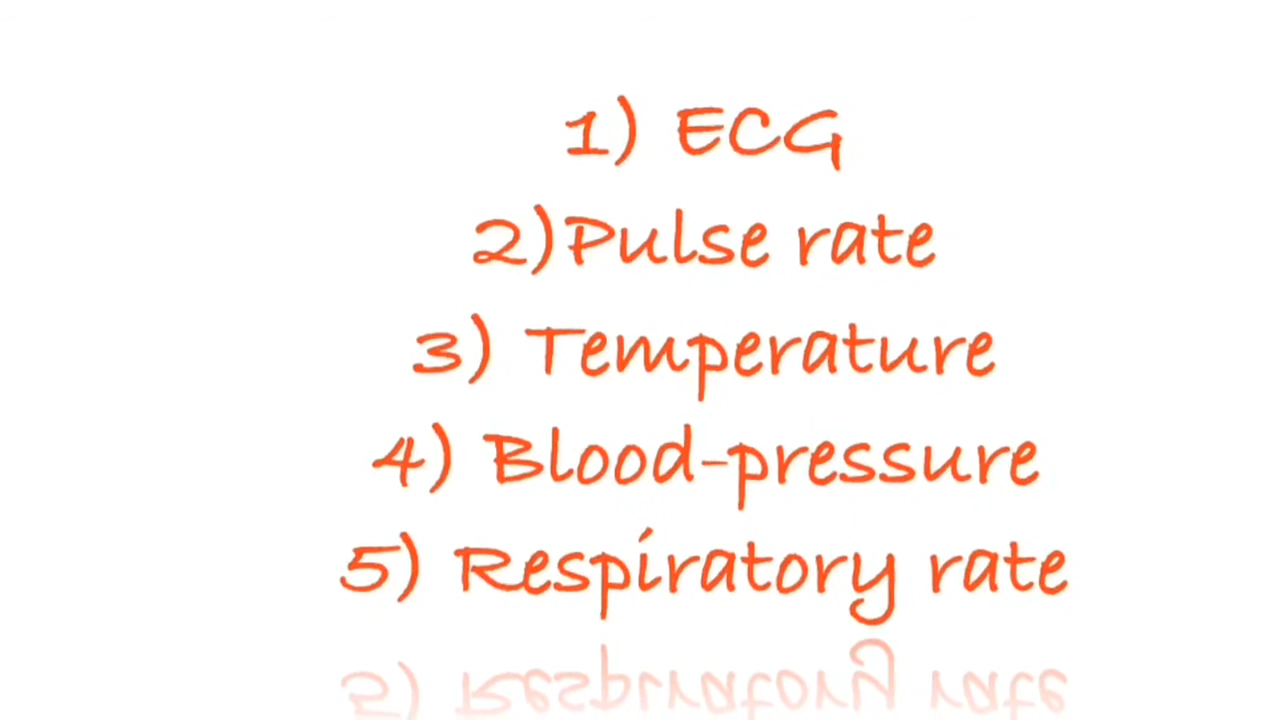 1) ECG
2)Pulse rate
3) Temperature
4) Blood-pressure
5) Respiratory rate